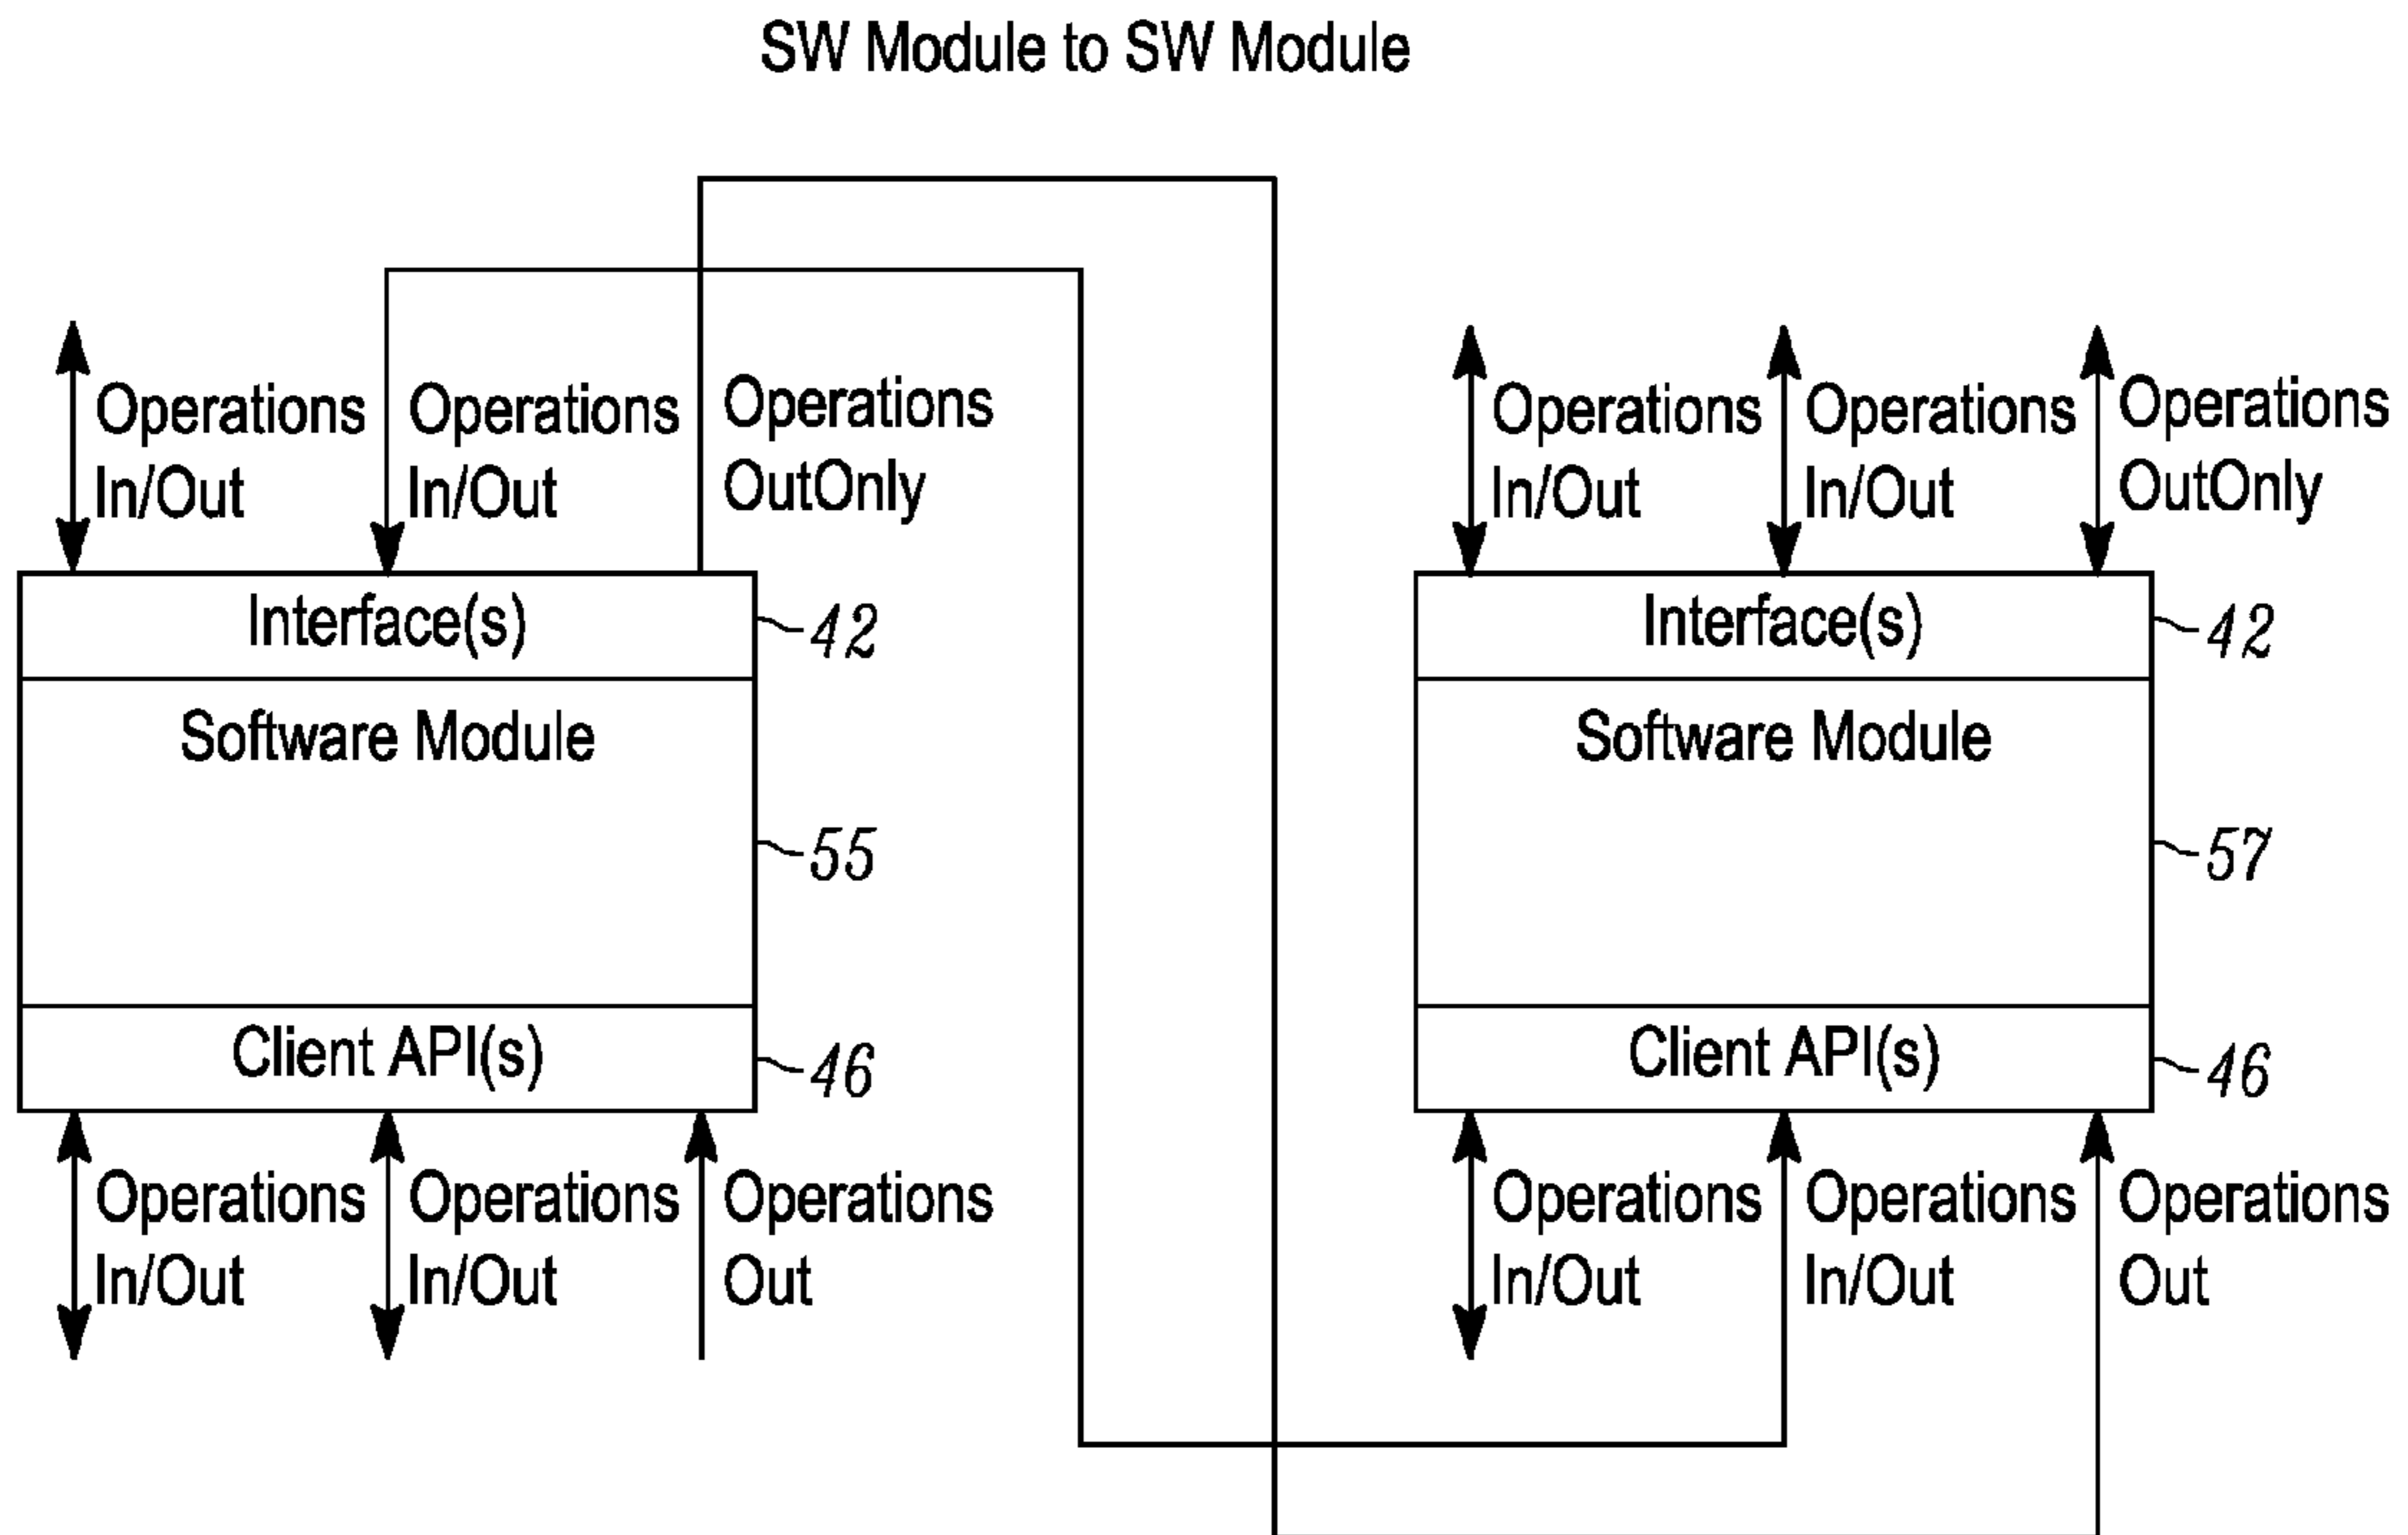 SW Module to SW Module
Operations In/Out
Operations In/Out
Operations OutOnly
Interface(s)
42
Software Module
55
Client API(s)
46
Operations In/Out
Operations In/Out
Operations Out
Operations In/Out
Operations In/Out
Operations OutOnly
Interface(s)
42
Software Module
57
Client API(s)
46
Operations In/Out
Operations In/Out
Operations Out